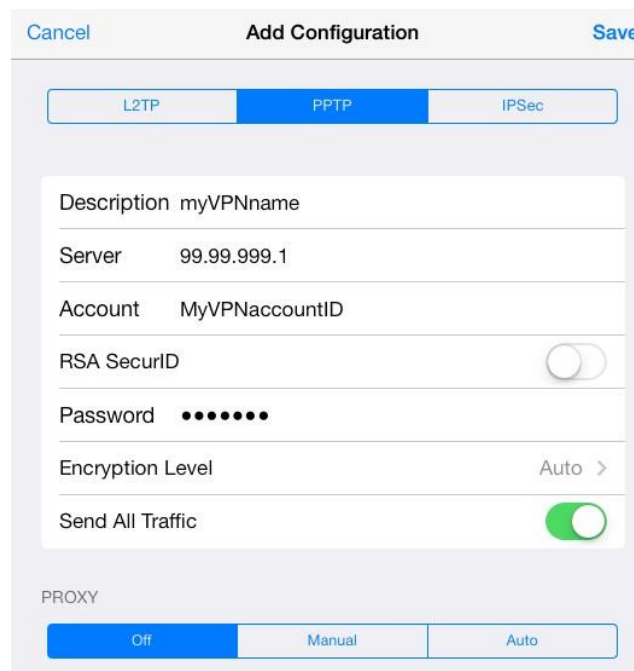 Cancel Add Configuration Save
L2TP PPTP IPSec
Description myVPNname
Server 99.99.999.1
Account MyVPNaccountID
RSA SecurID
Password •••••••
Encryption Level Auto >
Send All Traffic
PROXY
Off Manual Auto